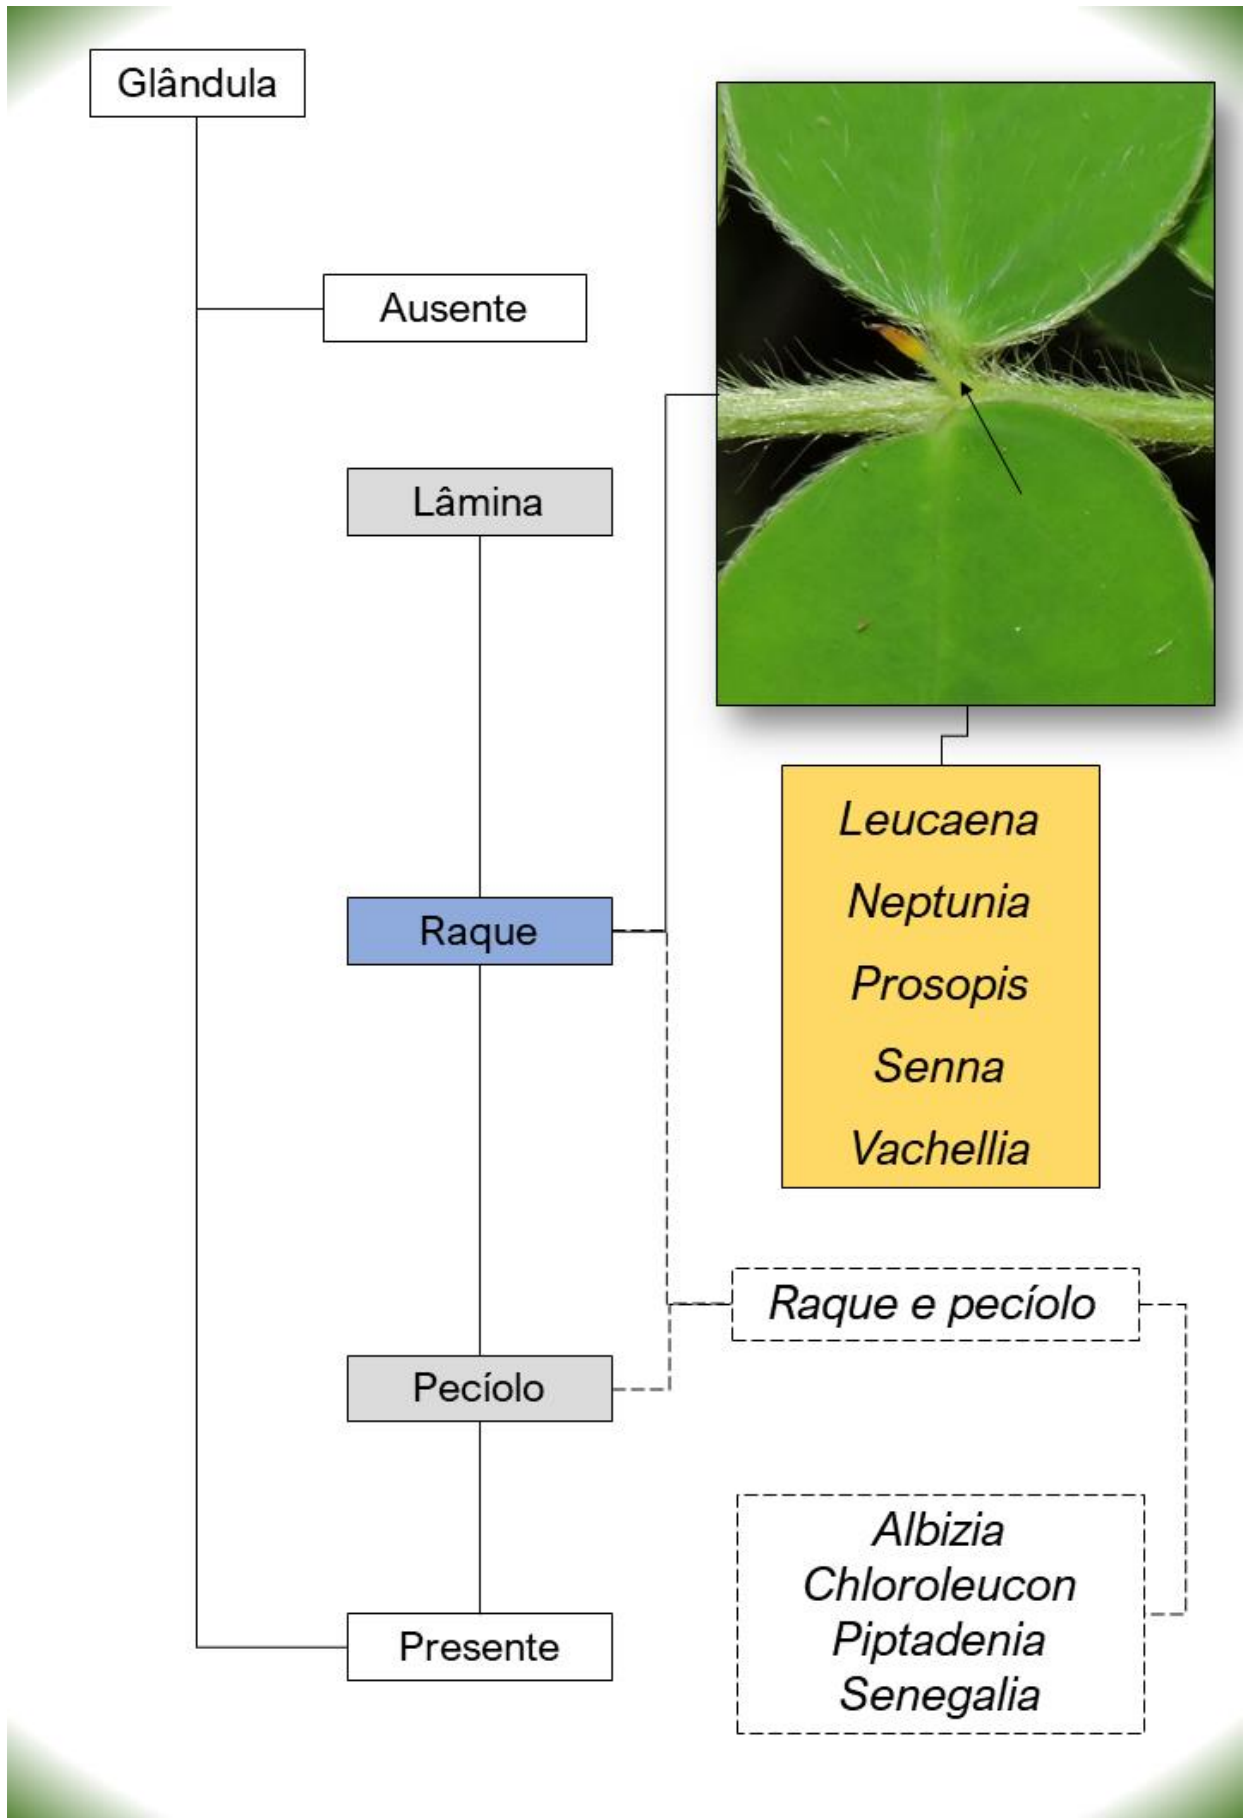 Glândula
Ausente
Lâmina
Raque
Leucaena
Neptunia
Prosopis
Senna
Vachellia
Raque e pecíolo
Pecíolo
Albizia
Chloroleucon
Piptadenia
Senegalia
Presente